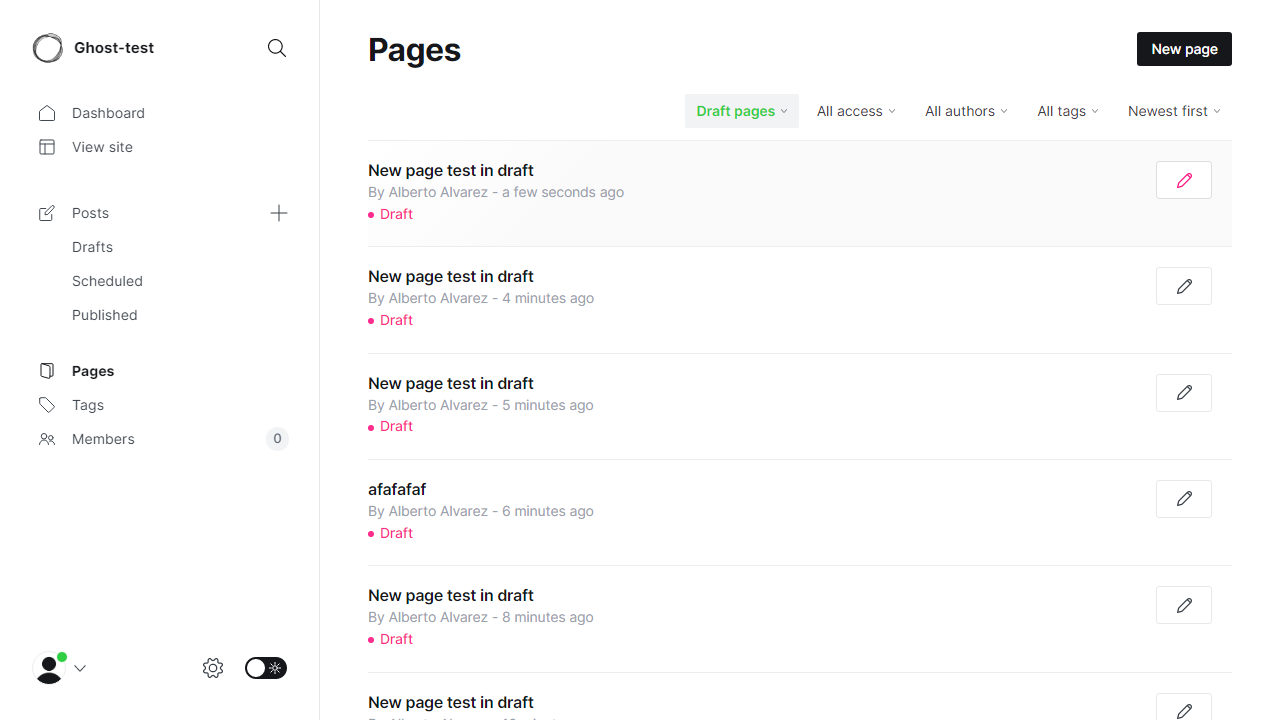 Ghost-test
Dashboard
View site
Posts
Drafts
Scheduled
Published
Pages
Tags
Members
0
Pages
New page
Draft pages
All access
All authors
All tags
Newest first
New page test in draft
By Alberto Alvarez - a few seconds ago
Draft
New page test in draft
By Alberto Alvarez - 4 minutes ago
Draft
New page test in draft
By Alberto Alvarez - 5 minutes ago
Draft
afafafaf
By Alberto Alvarez - 6 minutes ago
Draft
New page test in draft
By Alberto Alvarez - 8 minutes ago
Draft
New page test in draft